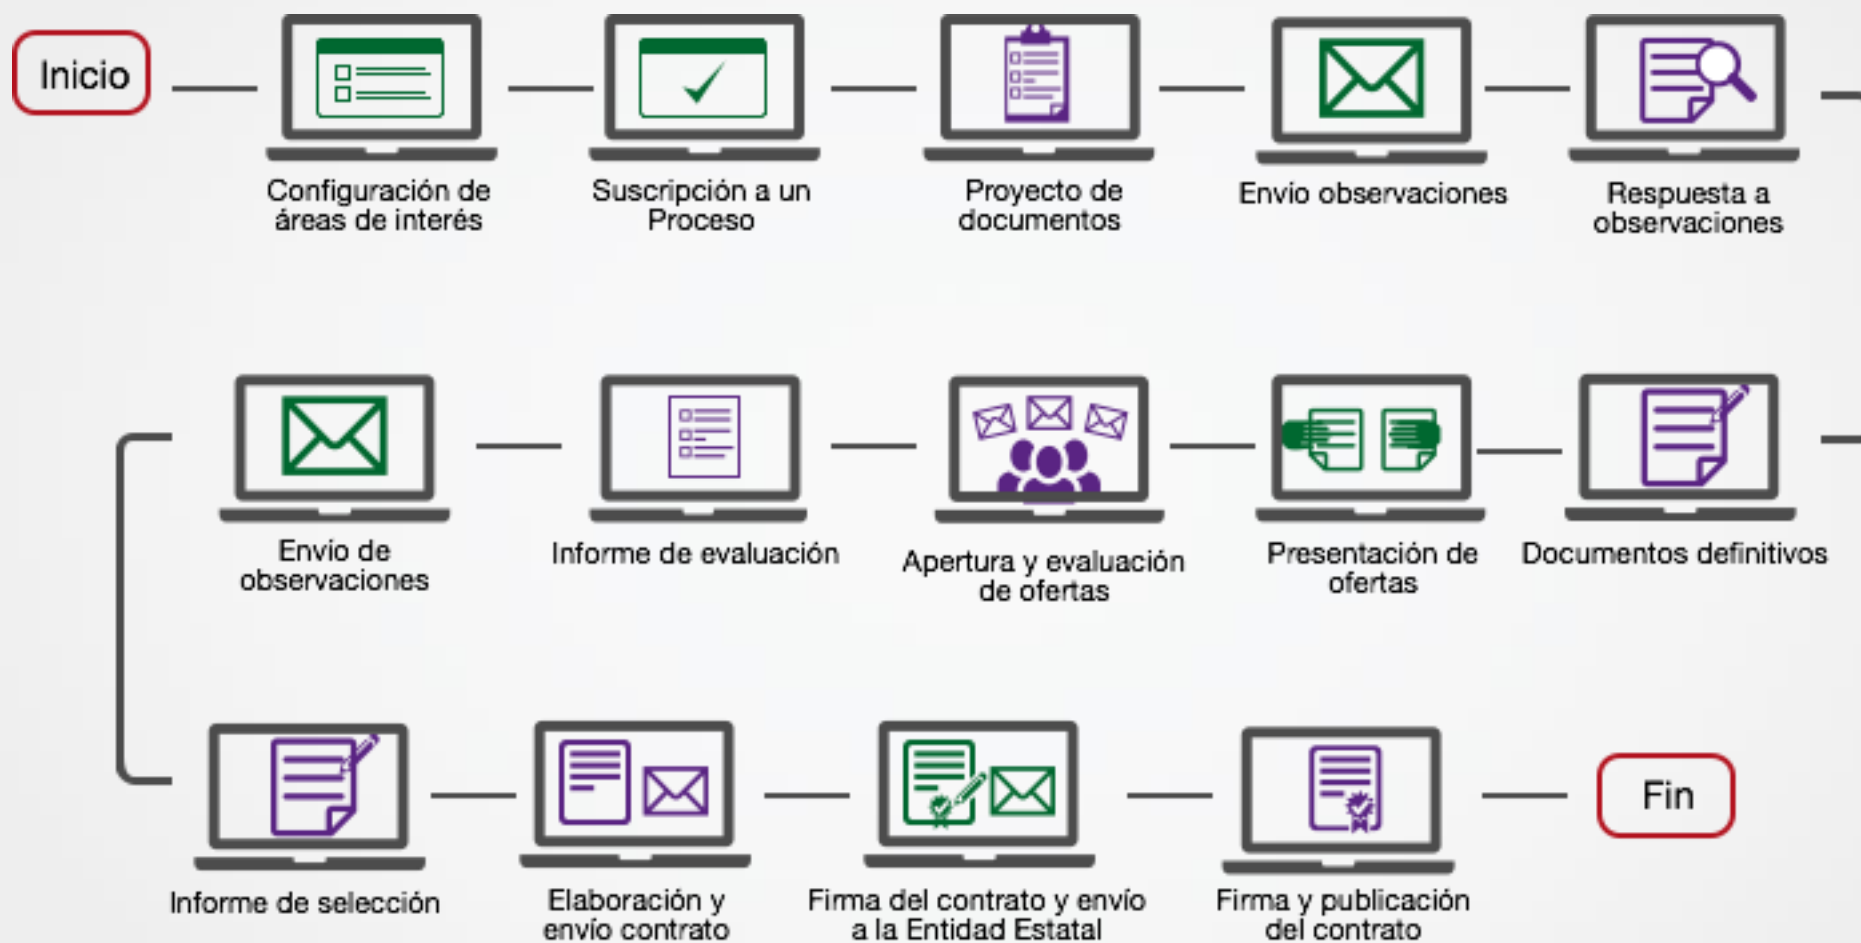 Inicio
Configuración de
áreas de interés
Suscripción a un
Proceso
Proyecto de
documentos
Envío observaciones
Respuesta a
observaciones
Envío de
observaciones
Informe de evaluación
Apertura y evaluación
de ofertas
Presentación de
ofertas
Documentos definitivos
Informe de selección
Elaboración y
envío contrato
Firma del contrato y envío
a la Entidad Estatal
Firma y publicación
del contrato
Fin